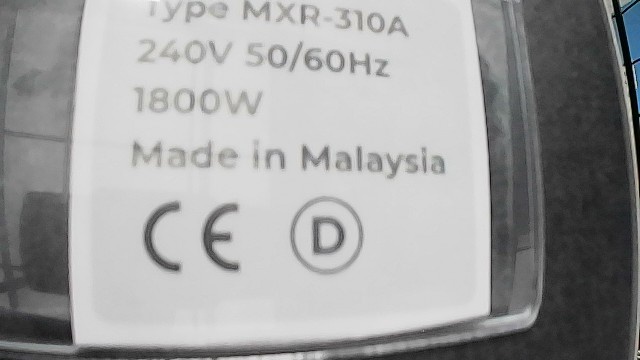 Type MXR-310A
240V 50/60Hz
1800W
Made in Malaysia
CE D